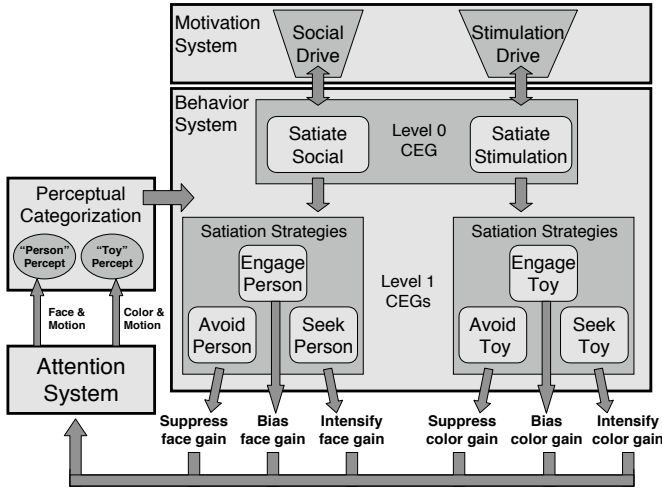 Motivation
System
Social
Drive
Stimulation
Drive
Behavior
System
Satiate
Social
Level 0
CEG
Satiate
Stimulation
Perceptual
Categorization
“Person”
Percept
“Toy”
Percept
Face &
Motion
Color &
Motion
Attention
System
Satiation Strategies
Engage
Person
Avoid
Person
Seek
Person
Level 1
CEGs
Satiation Strategies
Engage
Toy
Avoid
Toy
Seek
Toy
Suppress
face gain
Bias
face gain
Intensify
face gain
Suppress
color gain
Bias
color gain
Intensify
color gain